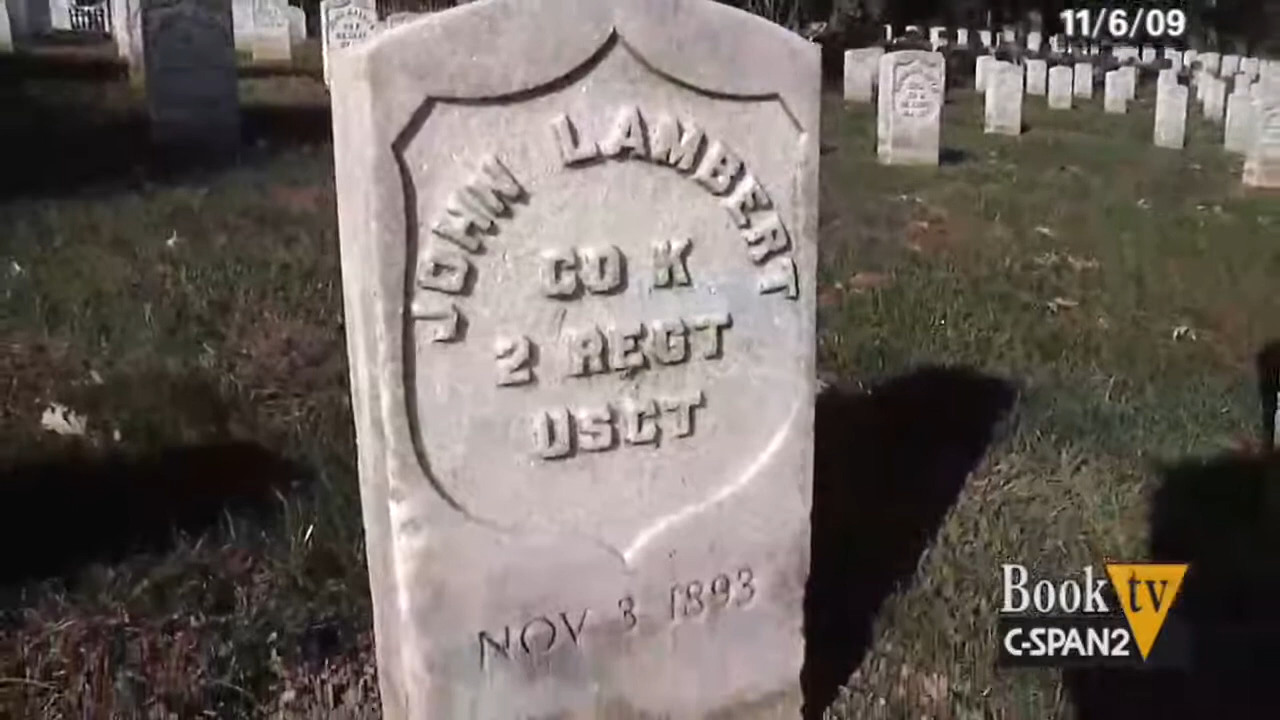 11/6/09
JOHN LAMBERT
CO K
2 REGT
USCT
NOV 3 1893
Book tv
C-SPAN2